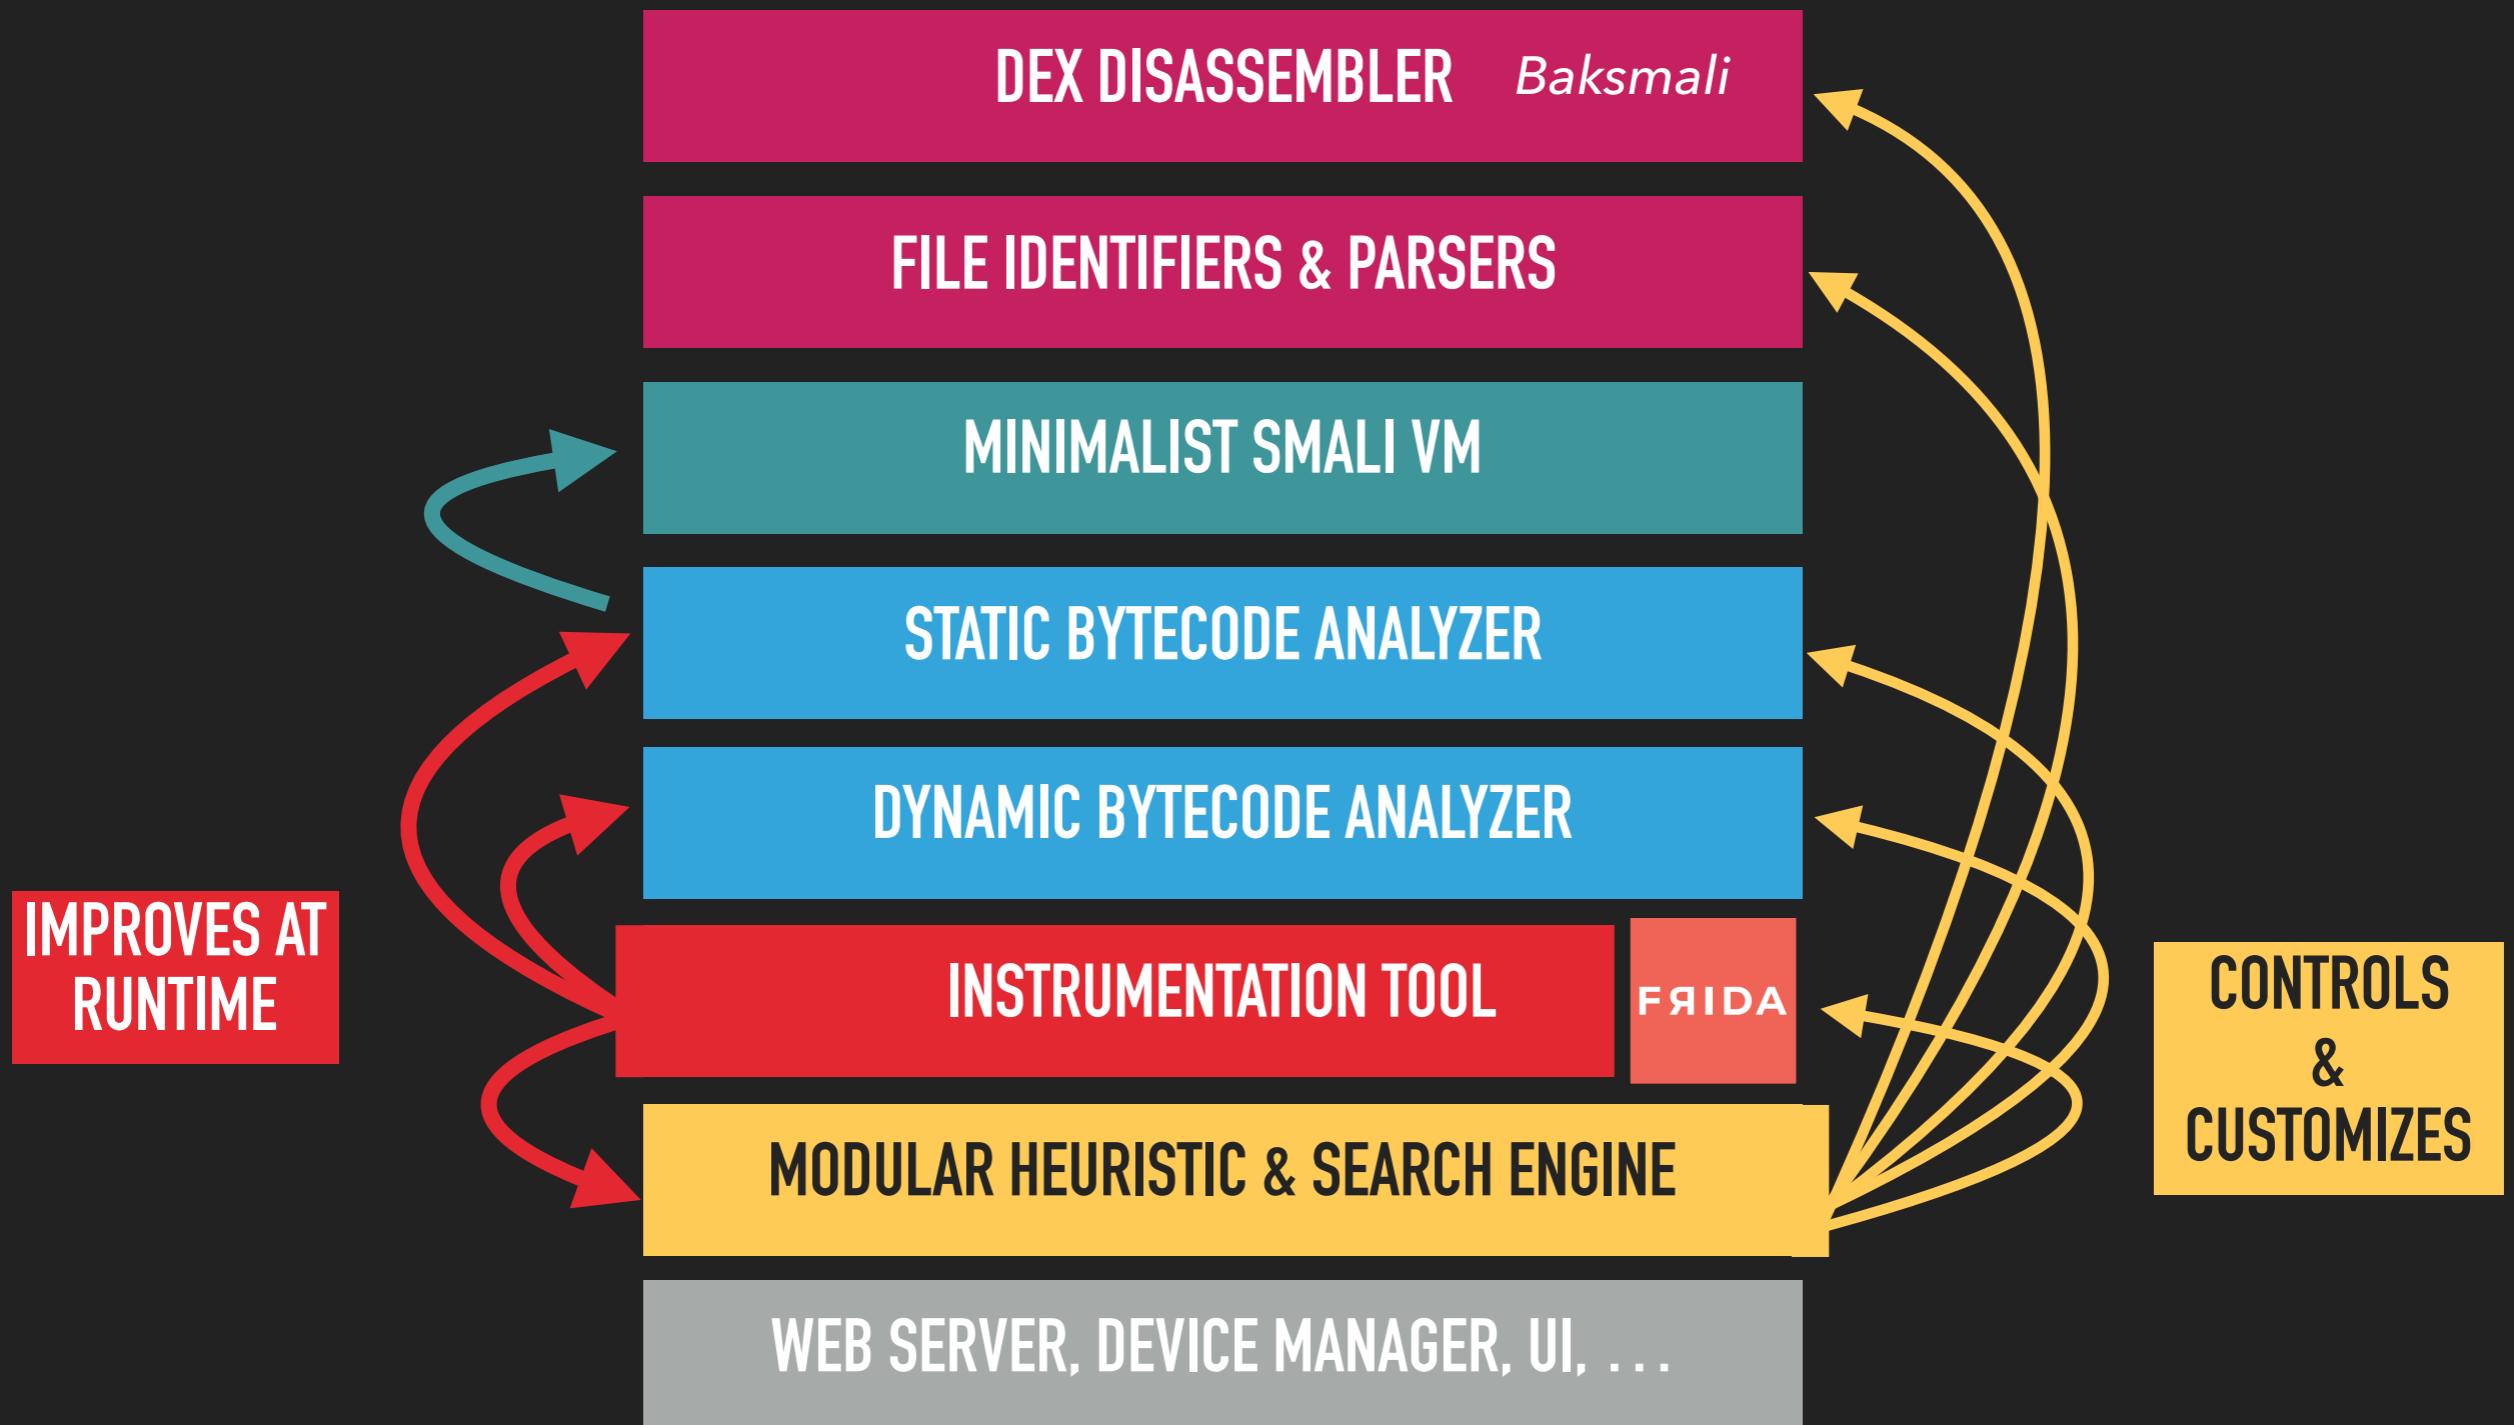 DEX DISASSEMBLER Baksmali
FILE IDENTIFIERS & PARSERS
MINIMALIST SMALI VM
STATIC BYTECODE ANALYZER
DYNAMIC BYTECODE ANALYZER
IMPROVES AT
RUNTIME
INSTRUMENTATION TOOL
FЯIDA
CONTROLS
&
CUSTOMIZES
MODULAR HEURISTIC & SEARCH ENGINE
WEB SERVER, DEVICE MANAGER, UI, ...